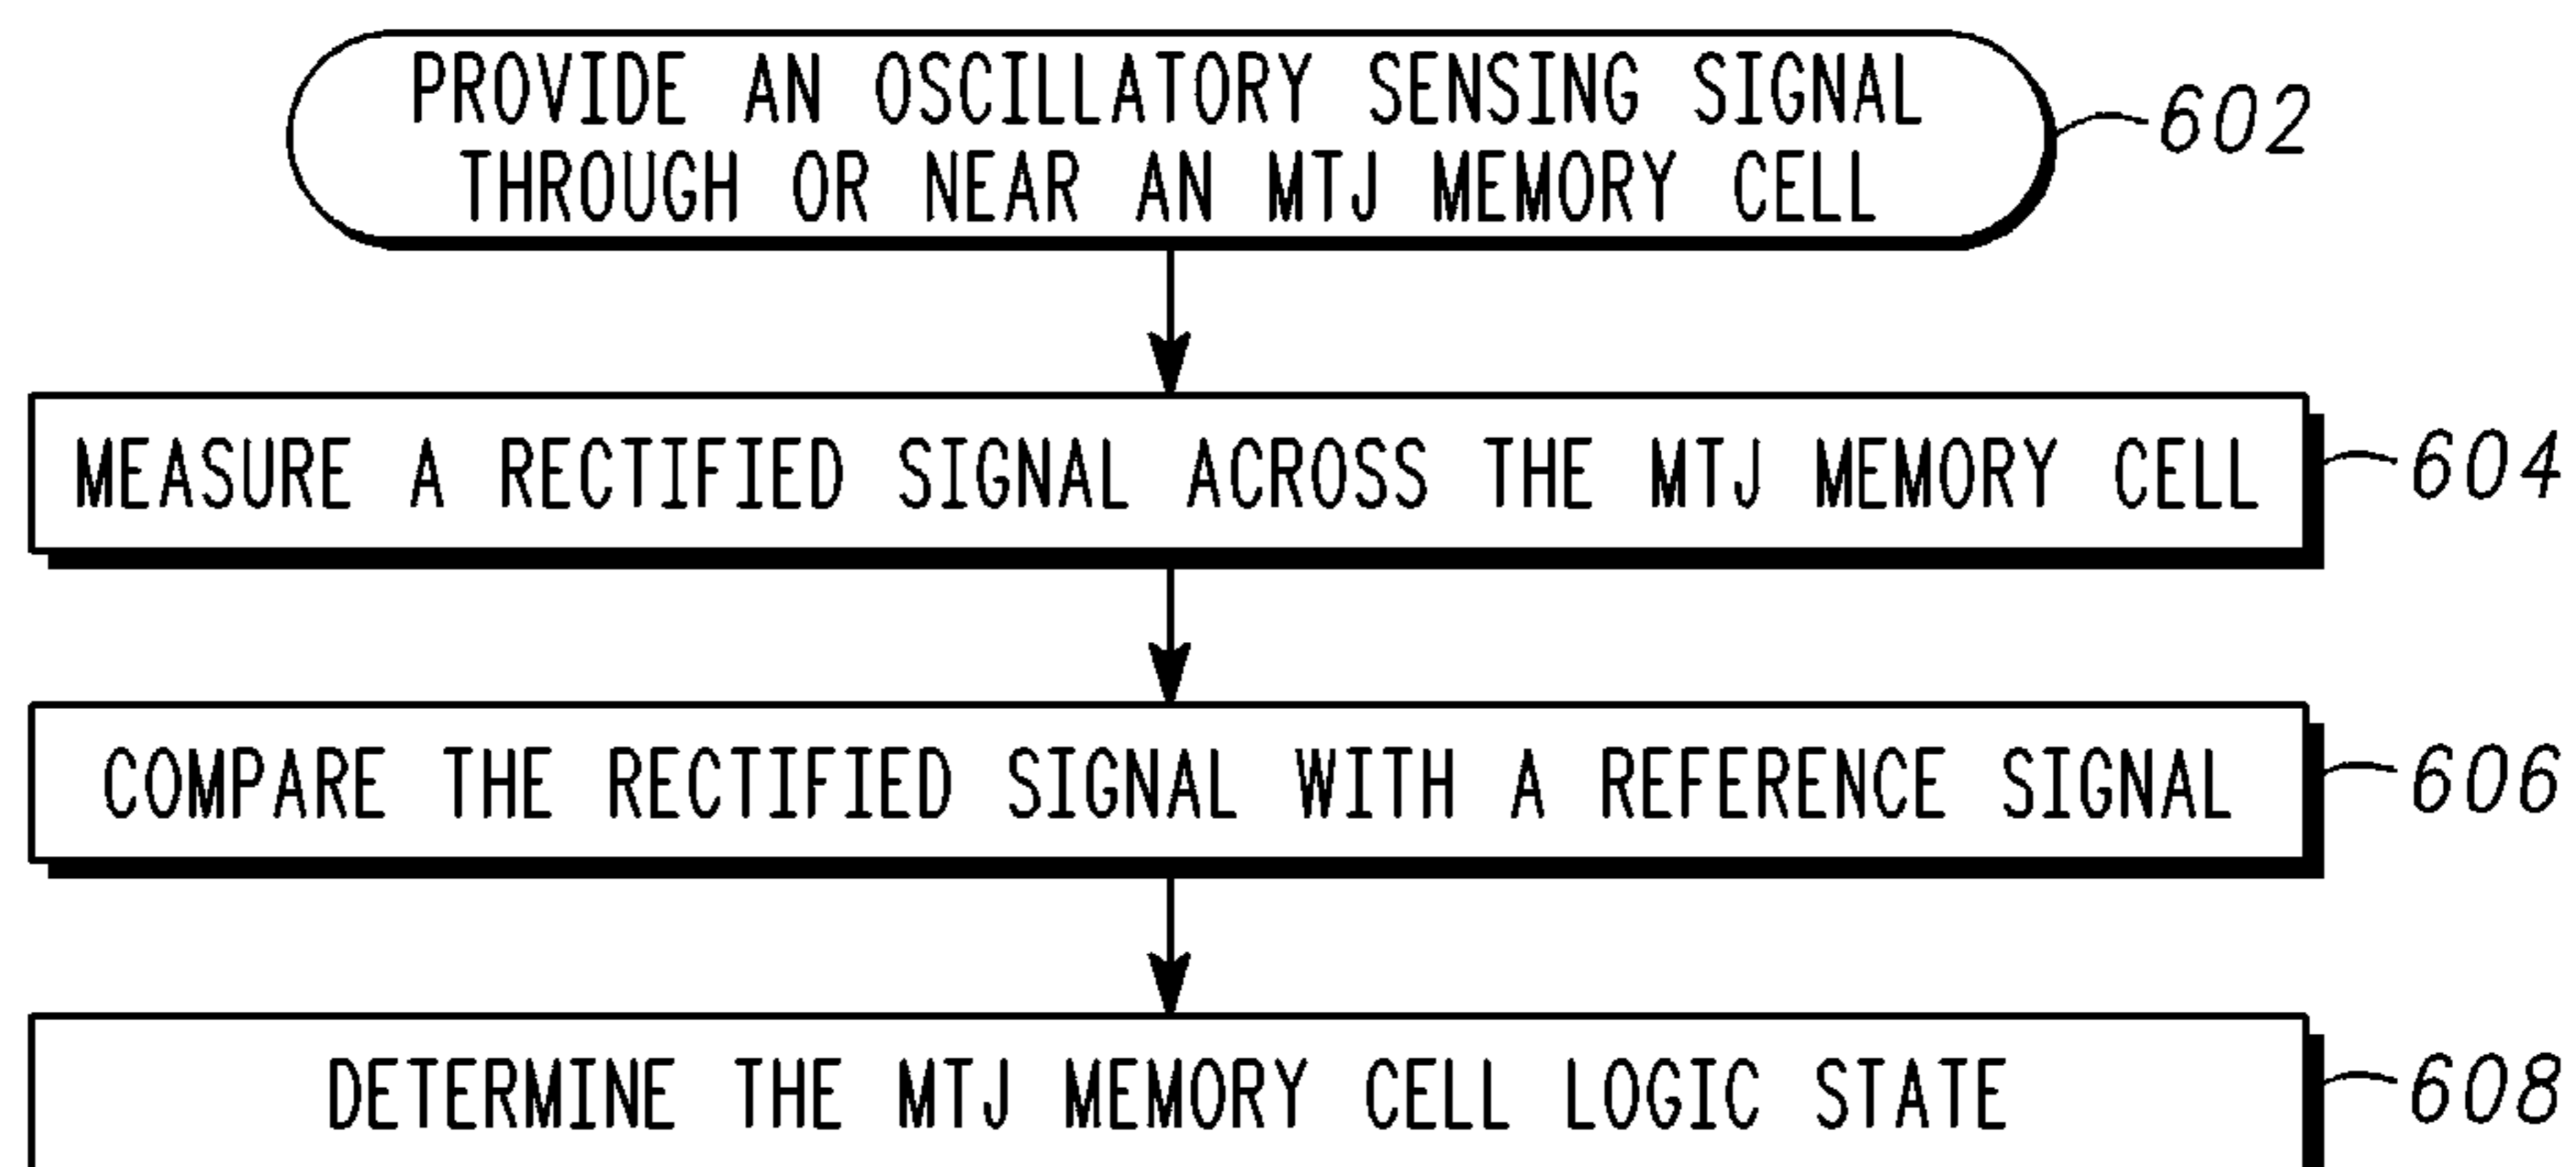 PROVIDE AN OSCILLATORY SENSING SIGNAL
THROUGH OR NEAR AN MTJ MEMORY CELL
602
MEASURE A RECTIFIED SIGNAL ACROSS THE MTJ MEMORY CELL
604
COMPARE THE RECTIFIED SIGNAL WITH A REFERENCE SIGNAL
606
DETERMINE THE MTJ MEMORY CELL LOGIC STATE
608